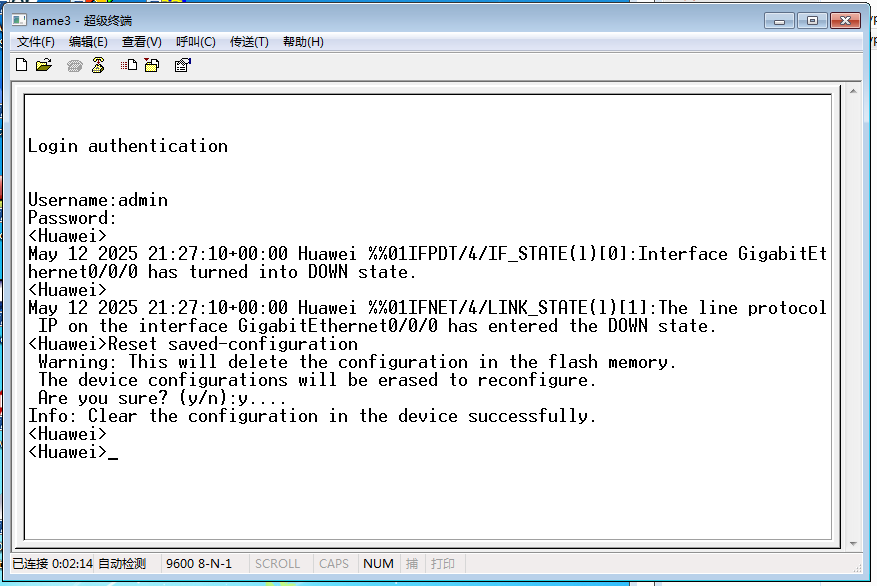 name3 - 超级终端
文件(F) 编辑(E) 查看(V) 呼叫(C) 传送(T) 帮助(H)
Login authentication
Username:admin
Password:
<Huawei>
May 12 2025 21:27:10+00:00 Huawei %%01IFPDT/4/IF_STATE(l)[0]:Interface GigabitEt
hernet0/0/0 has turned into DOWN state.
<Huawei>
May 12 2025 21:27:10+00:00 Huawei %%01IFNET/4/LINK_STATE(l)[1]:The line protocol
IP on the interface GigabitEthernet0/0/0 has entered the DOWN state.
<Huawei>Reset saved-configuration
Warning: This will delete the configuration in the flash memory.
The device configurations will be erased to reconfigure.
Are you sure? (y/n):y....
Info: Clear the configuration in the device successfully.
<Huawei>
<Huawei>_
已连接 0:02:14 自动检测 9600 8-N-1 SCROLL CAPS NUM 捕 打印